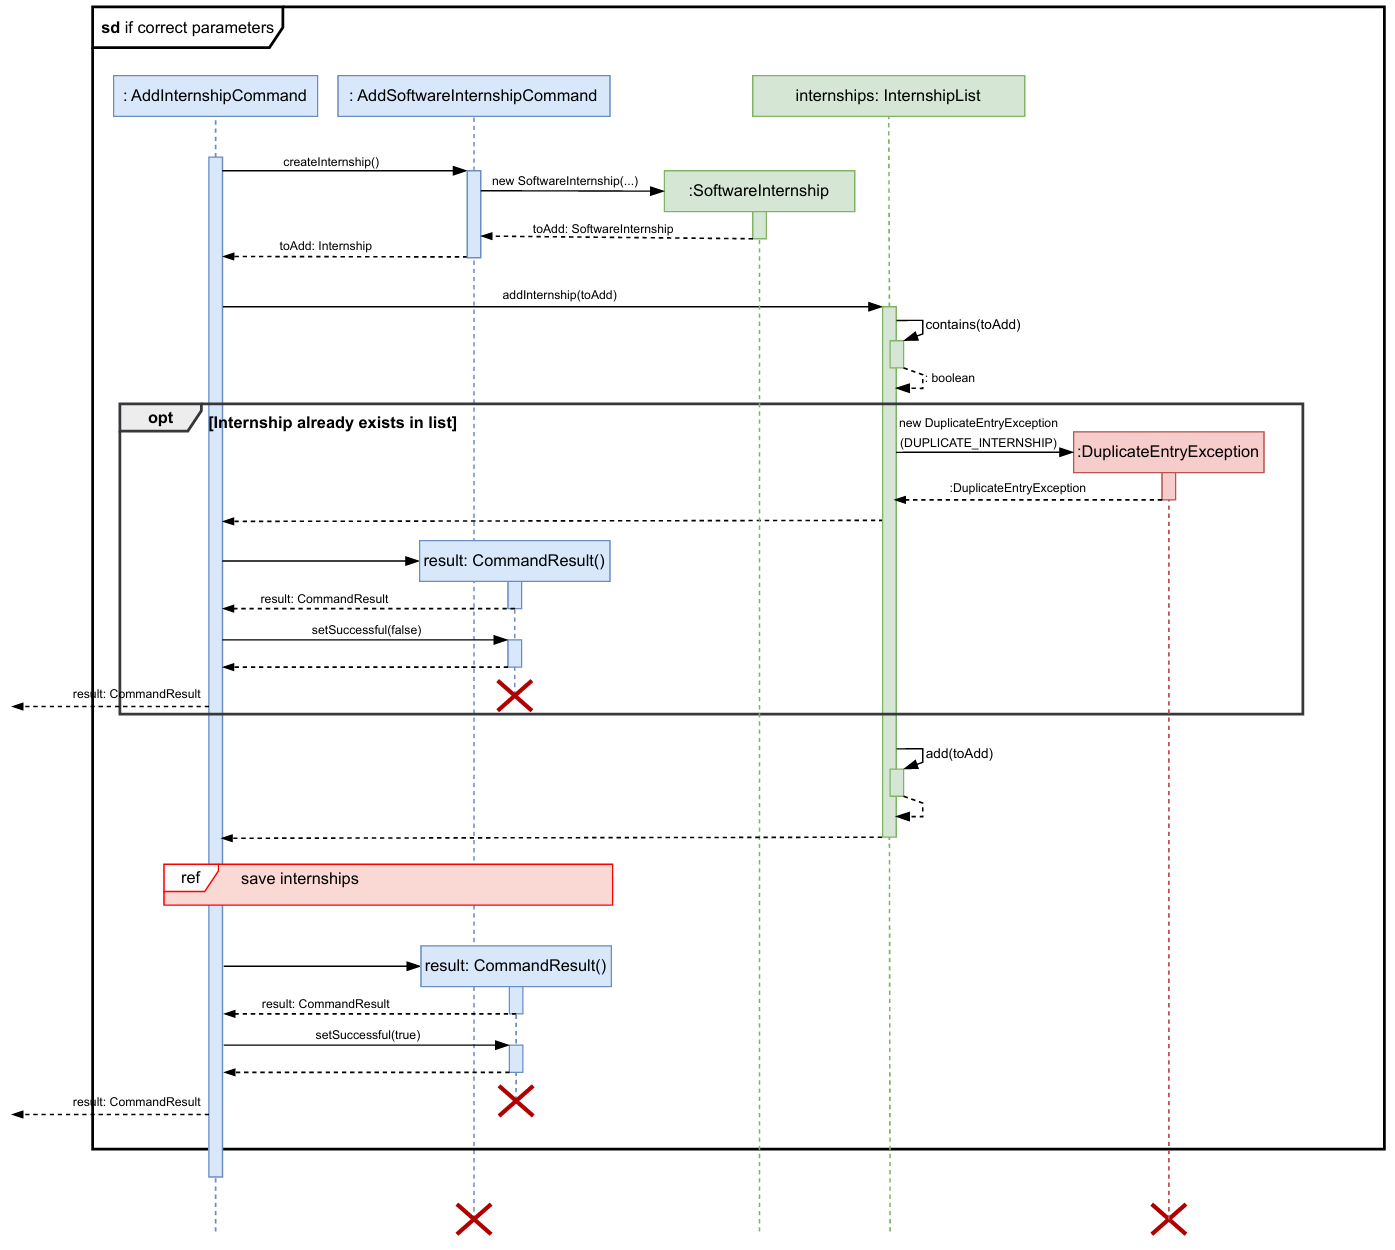 sd if correct parameters
: AddInternshipCommand
: AddSoftwareInternshipCommand
internships: InternshipList
createInternship()
new SoftwareInternship(...)
:SoftwareInternship
toAdd: SoftwareInternship
toAdd: Internship
addInternship(toAdd)
contains(toAdd)
: boolean
opt
[Internship already exists in list]
new DuplicateEntryException
(DUPLICATE_INTERNSHIP)
:DuplicateEntryException
:DuplicateEntryException
result: CommandResult()
result: CommandResult
setSuccessful(false)
result: CommandResult
add(toAdd)
ref
save internships
result: CommandResult()
result: CommandResult
setSuccessful(true)
result: CommandResult